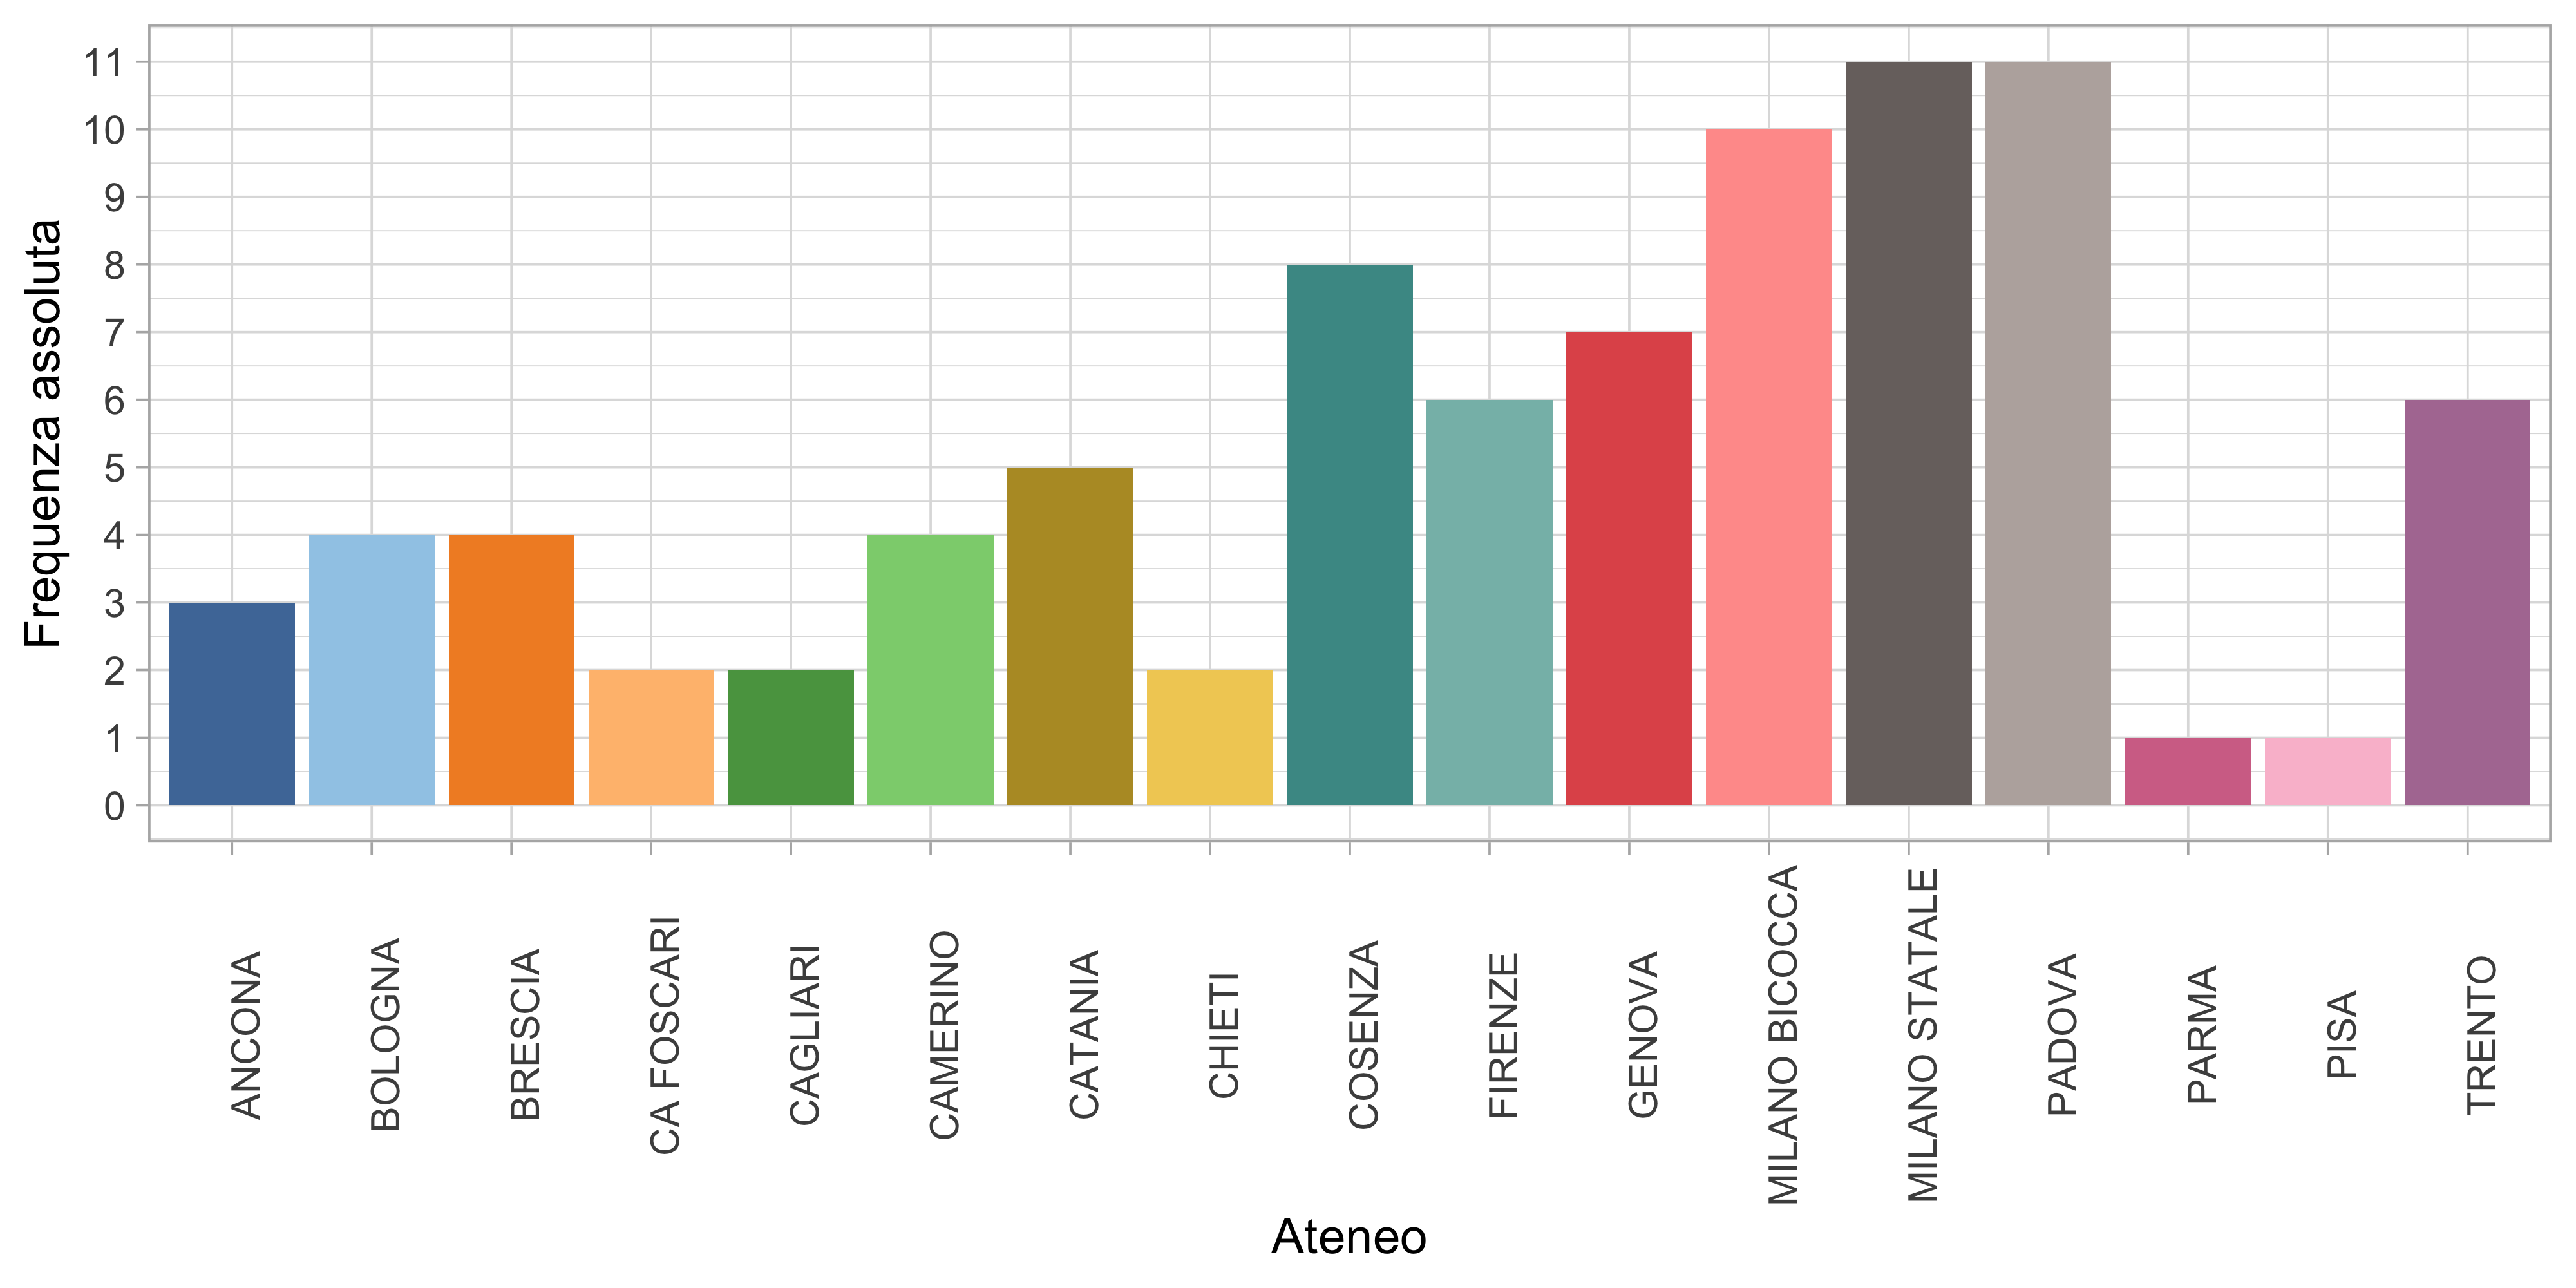 Frequenza assoluta
11
10
9
8
7
6
5
4
3
2
1
0
ANCONA
BOLOGNA
BRESCIA
CA FOSCARI
CAGLIARI
CAMERINO
CATANIA
CHIETI
COSENZA
FIRENZE
GENOVA
MILANO BICOCCA
MILANO STATALE
PADOVA
PARMA
PISA
TRENTO
Ateneo